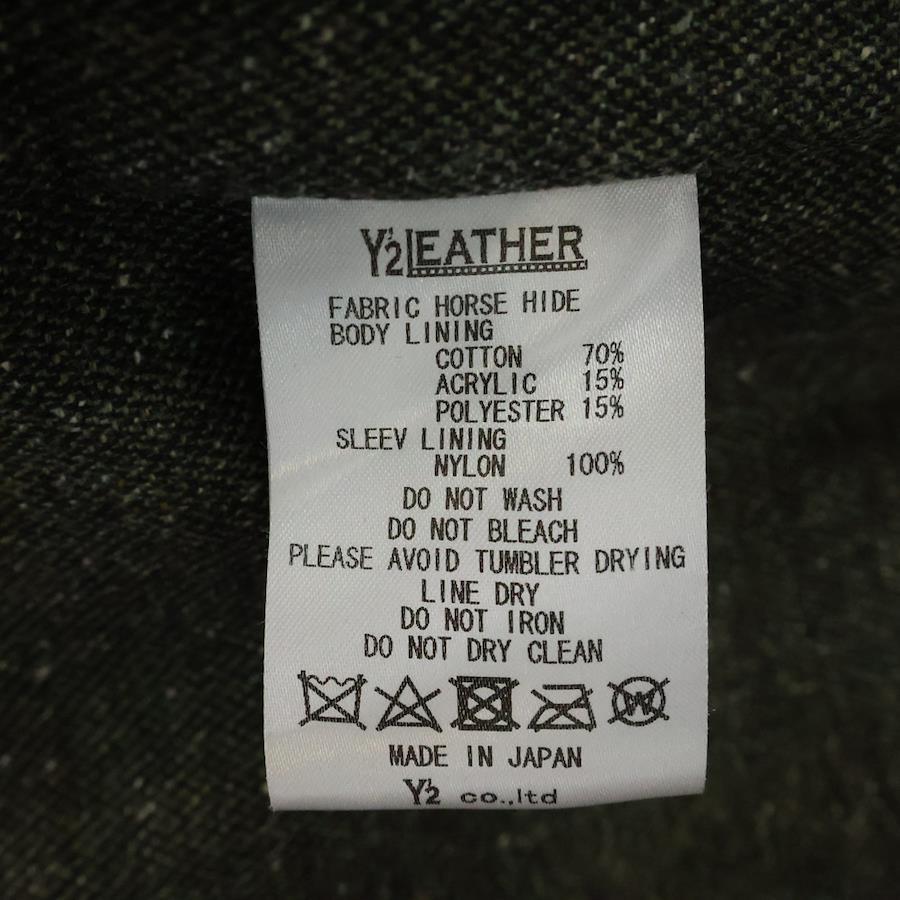 Y'2 LEATHER
FABRIC HORSE HIDE
BODY LINING
COTTON 70%
ACRYLIC 15%
POLYESTER 15%
SLEEV LINING
NYLON 100%
DO NOT WASH
DO NOT BLEACH
PLEASE AVOID TUMBLER DRYING
LINE DRY
DO NOT IRON
DO NOT DRY CLEAN
W
MADE IN JAPAN
Y'2 co.,ltd